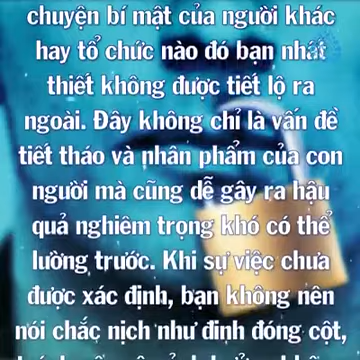 chuyện bí mật của người khác
hay tổ chức nào đó bạn nhất
thiết không được tiết lộ ra
ngoài. Đây không chỉ là vấn đề
tiết tháo và nhân phẩm của con
người mà cũng dễ gây ra hậu
quả nghiêm trọng khó có thể
lường trước. Khi sự việc chưa
được xác định, bạn không nên
nói chắc nịch như đinh đóng cột,